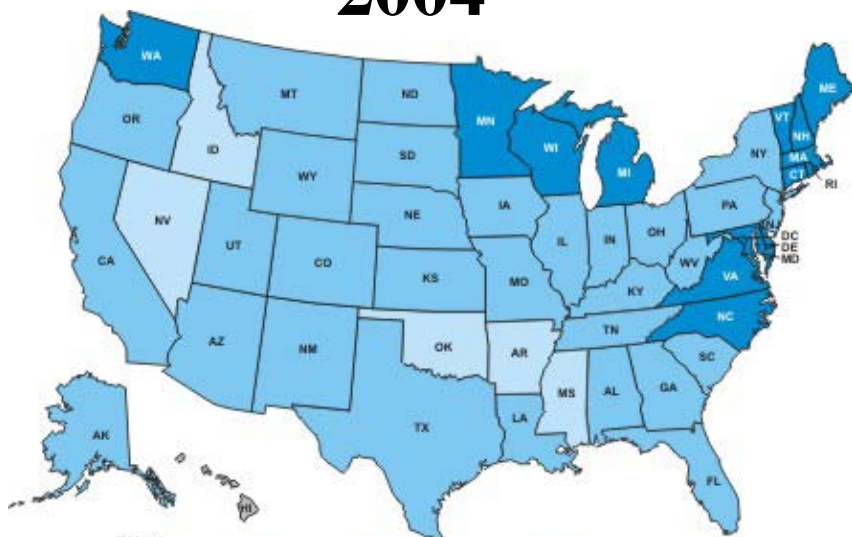 2004
WA
ME
MT
ND
VT
MN
OR
NH
ID
WI
NY
MA
SD
WY
MI
CT
RI
IA
PA
NE
NV
OH
DC
IL
IN
DE
UT
MD
CA
CO
WV
VA
KS
MO
KY
NC
TN
AZ
OK
NM
AR
SC
MS
AL
GA
TX
LA
AK
FL
HI